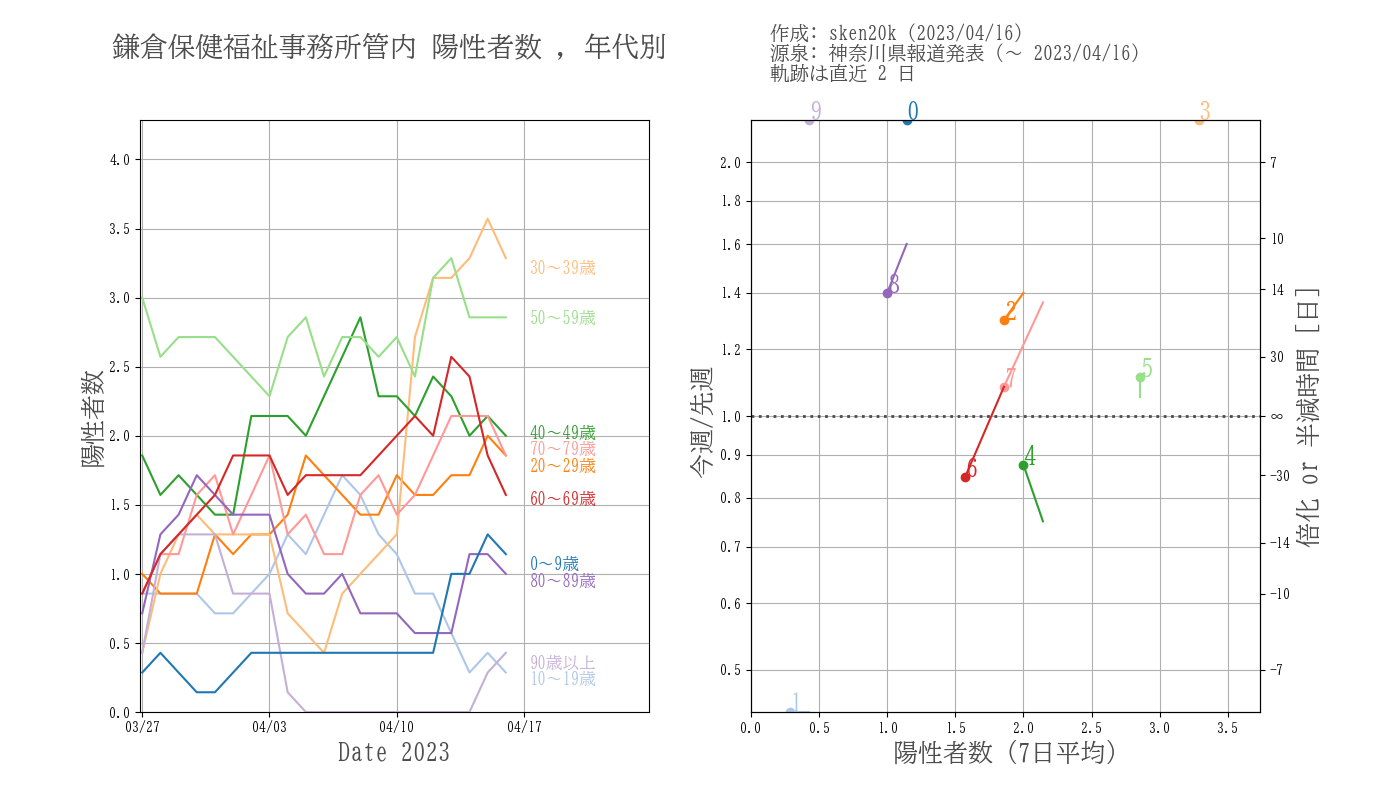 鎌倉保健福祉事務所管内 陽性者数 , 年代別
作成: sken20k (2023/04/16)
源泉: 神奈川県報道発表 (〜 2023/04/16)
軌跡は直近 2 日
陽性者数
4.0
3.5
3.0
2.5
2.0
1.5
1.0
0.5
0.0
03/27
04/03
04/10
04/17
Date 2023
30〜39歳
50〜59歳
40〜49歳
70〜79歳
20〜29歳
60〜69歳
0〜9歳
80〜89歳
90歳以上
10〜19歳
今週/先週
2.0
1.8
1.6
1.4
1.2
1.0
0.9
0.8
0.7
0.6
0.5
9
0
3
8
2
7
5
6
4
1
0.0
0.5
1.0
1.5
2.0
2.5
3.0
3.5
陽性者数 (7日平均)
7
10
14
30
∞
−30
−14
−10
−7
倍化 or 半減時間 [日]